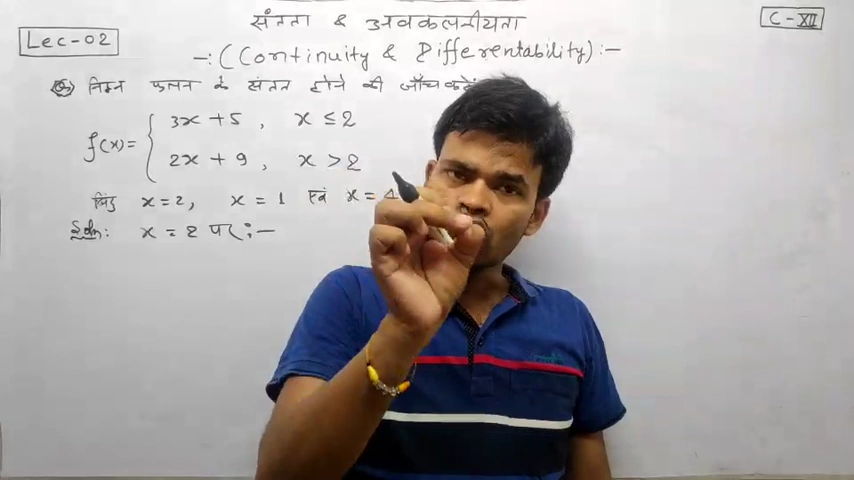 संतता & अवकलनीयता
C-XII
Lec-02
-:(Continuity & Differentability):-
निम्न फलन के संतत होने की जाँच करें
f(x)= { 3x+5, x ≤ 2
2x+9, x > 2
बिंदु x=2, x=1 एवं x=4
Soln: x=2 पर:-